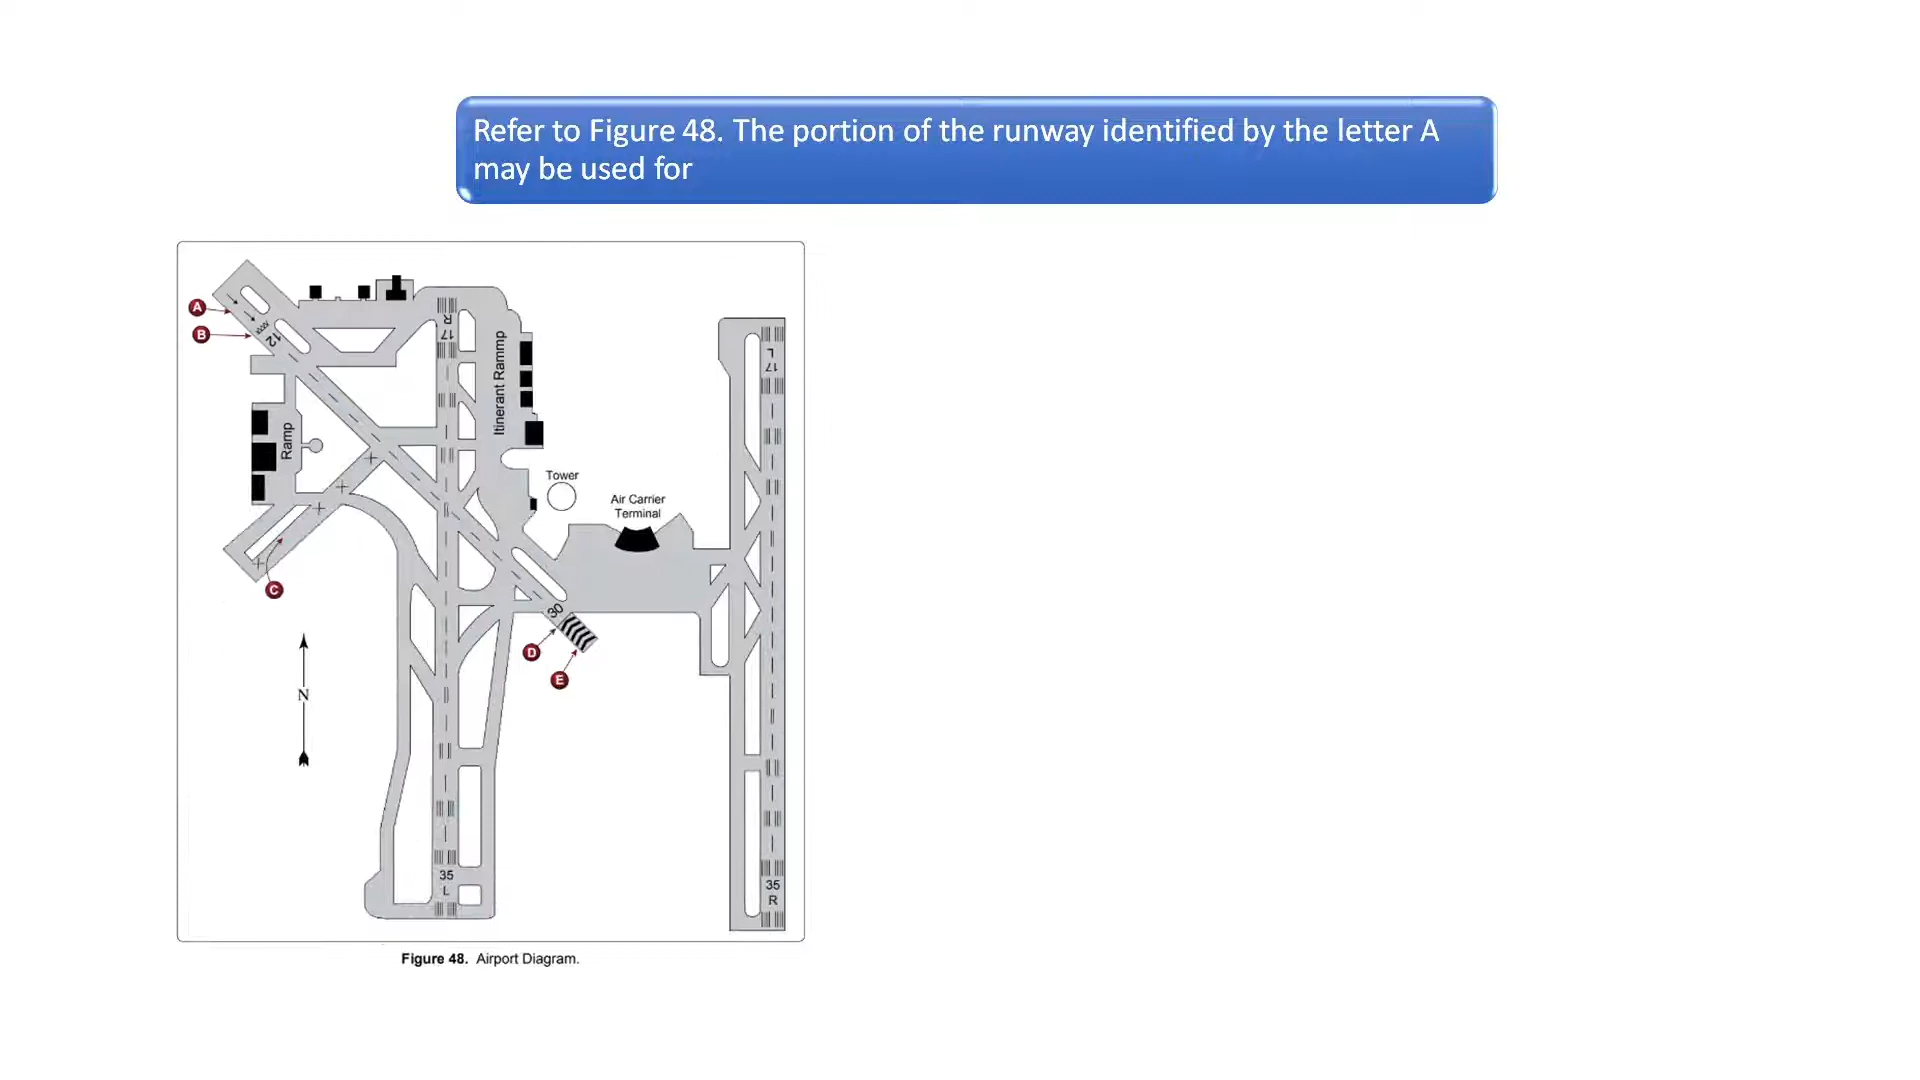 Refer to Figure 48. The portion of the runway identified by the letter A
may be used for
A
B
12
R
17
Itinerant Rammp
L
17
Ramp
Tower
Air Carrier
Terminal
C
30
D
E
N
35
L
35
R
Figure 48. Airport Diagram.